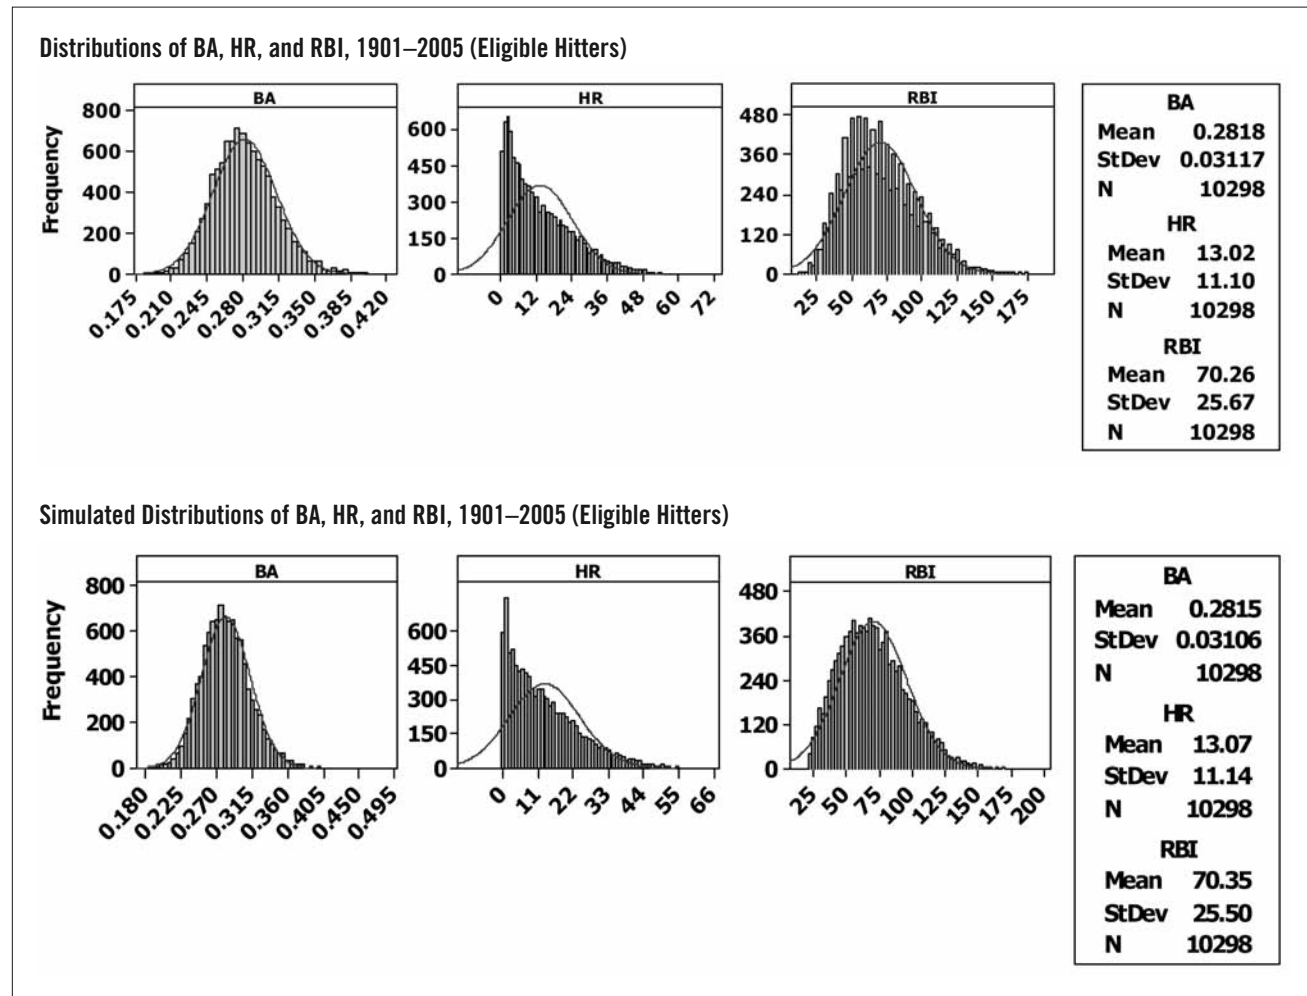 Distributions of BA, HR, and RBI, 1901–2005 (Eligible Hitters)
BA
HR
RBI
Frequency
800
600
400
200
0
0.175
0.210
0.245
0.280
0.315
0.350
0.385
0.420
600
450
300
150
0
0
12
24
36
48
60
72
480
360
240
120
0
25
50
75
100
125
150
175
BA
Mean 0.2818
StDev 0.03117
N 10298
HR
Mean 13.02
StDev 11.10
N 10298
RBI
Mean 70.26
StDev 25.67
N 10298
Simulated Distributions of BA, HR, and RBI, 1901–2005 (Eligible Hitters)
BA
HR
RBI
Frequency
800
600
400
200
0
0.180
0.225
0.270
0.315
0.360
0.405
0.450
0.495
600
450
300
150
0
0
11
22
33
44
55
66
480
360
240
120
0
25
50
75
100
125
150
175
200
BA
Mean 0.2815
StDev 0.03106
N 10298
HR
Mean 13.07
StDev 11.14
N 10298
RBI
Mean 70.35
StDev 25.50
N 10298